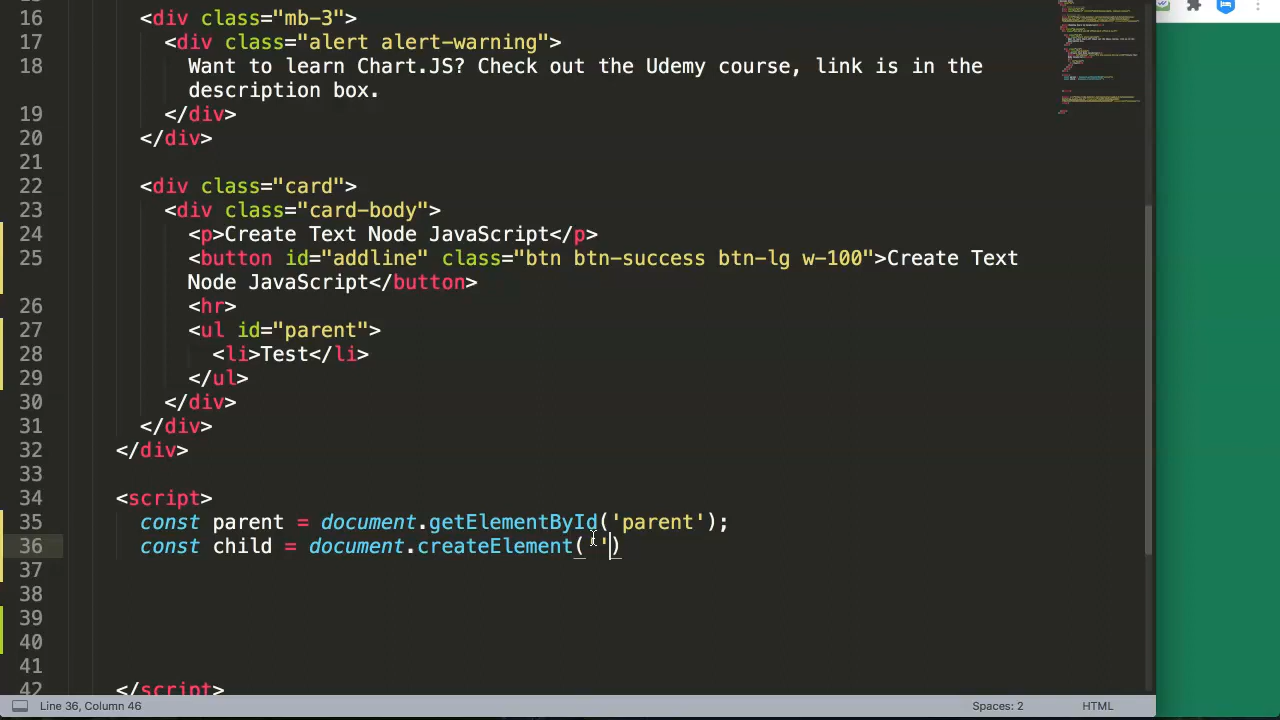 16 <div class="mb-3">
17 <div class="alert alert-warning">
18 Want to learn Chart.JS? Check out the Udemy course, link is in the
description box.
19 </div>
20 </div>
21
22 <div class="card">
23 <div class="card-body">
24 <p>Create Text Node JavaScript</p>
25 <button id="addline" class="btn btn-success btn-lg w-100">Create Text
Node JavaScript</button>
26 <hr>
27 <ul id="parent">
28 <li>Test</li>
29 </ul>
30 </div>
31 </div>
32 </div>
33
34 <script>
35 const parent = document.getElementById('parent');
36 const child = document.createElement('')
37
38
39
40
41
42 </script>
Line 36, Column 46
Spaces: 2
HTML